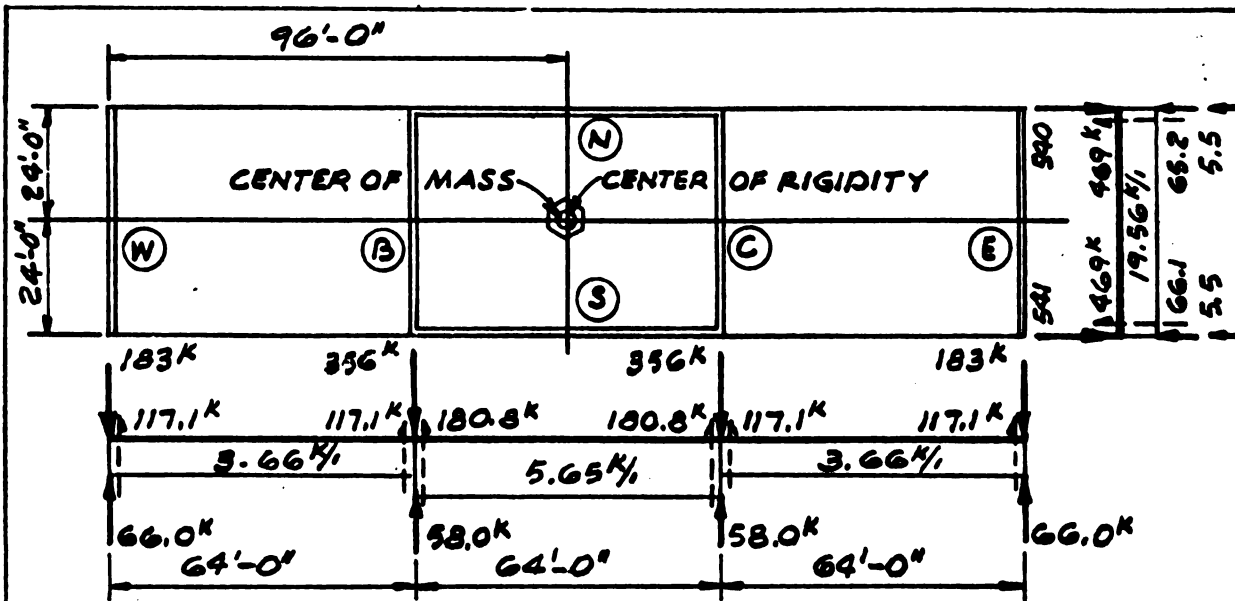 96'-0"
24'-0"
24'-0"
N
CENTER OF MASS CENTER OF RIGIDITY
W
B
S
C
E
540
541
469K
469K
19.56K/,
65.2
66.1
5.5
5.5
183K
356K
356K
183K
117.1K
117.1K
180.8K
180.8K
117.1K
117.1K
3.66K/,
5.65K/,
3.66K/,
66.0K
58.0K
58.0K
66.0K
64'-0"
64'-0"
64'-0"